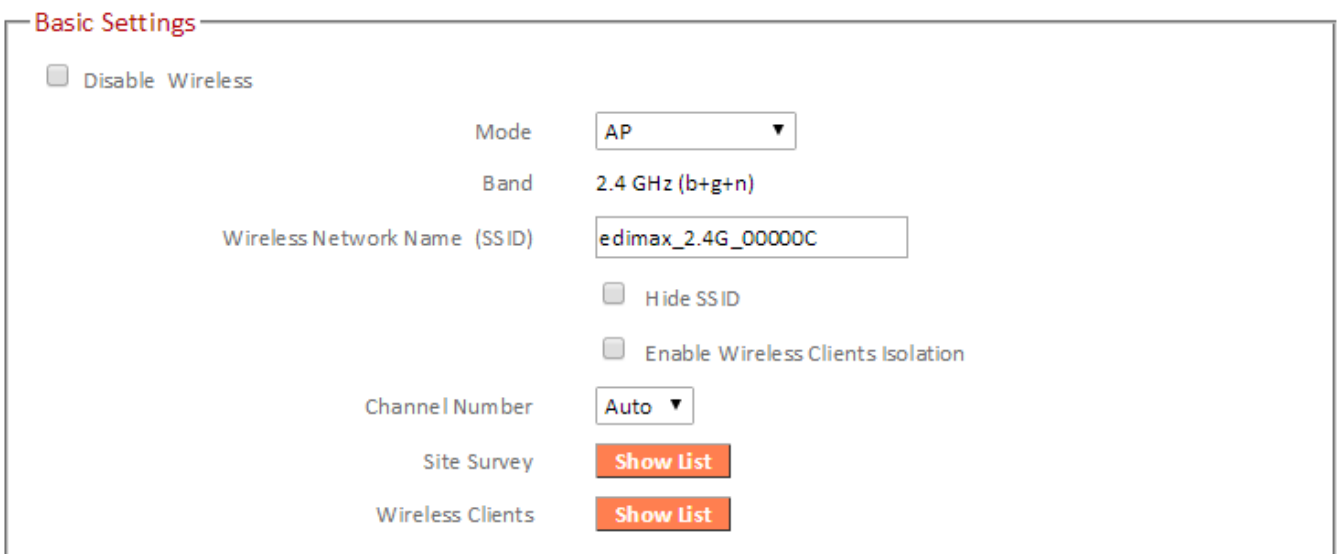 Basic Settings
Disable Wireless
Mode AP
Band 2.4 GHz (b+g+n)
Wireless Network Name (SSID) edimax_2.4G_00000C
Hide SSID
Enable Wireless Clients Isolation
Channel Number Auto
Site Survey Show List
Wireless Clients Show List